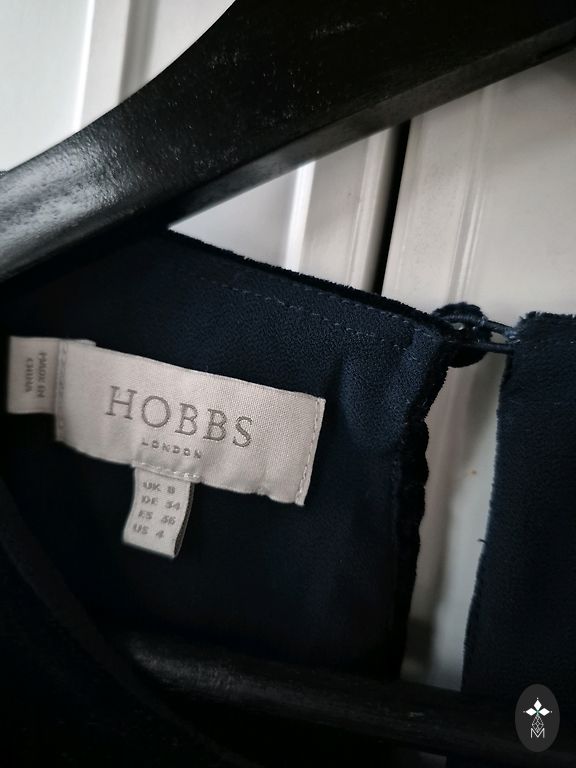 MADE IN
CHINA
HOBBS
LONDON
UK 8
DE 34
ES 36
US 4
M